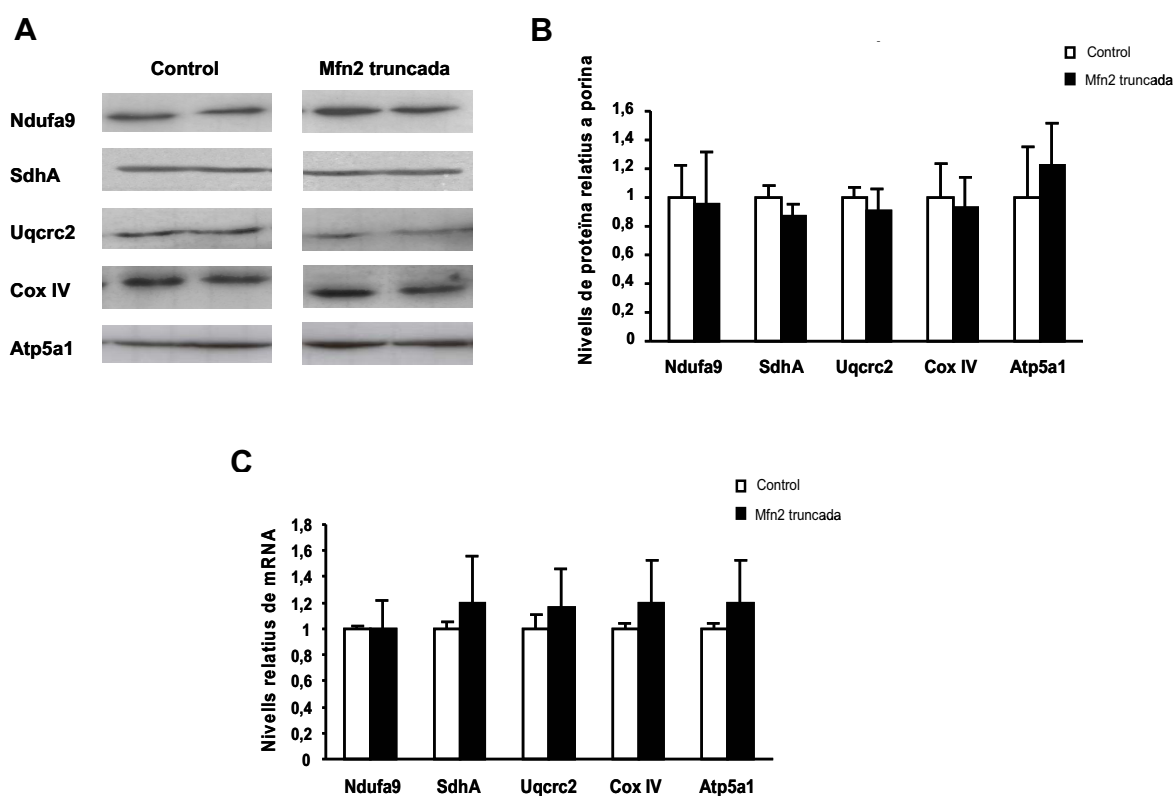 A
Control Mfn2 truncada
Ndufa9
SdhA
Uqcrc2
Cox IV
Atp5a1
B
Control
Mfn2 truncada
Nivells de proteïna relatius a porina
1,6
1,4
1,2
1
0,8
0,6
0,4
0,2
0
Ndufa9 SdhA Uqcrc2 Cox IV Atp5a1
C
Control
Mfn2 truncada
Nivells relatius de mRNA
1,8
1,6
1,4
1,2
1
0,8
0,6
0,4
0,2
0
Ndufa9 SdhA Uqcrc2 Cox IV Atp5a1